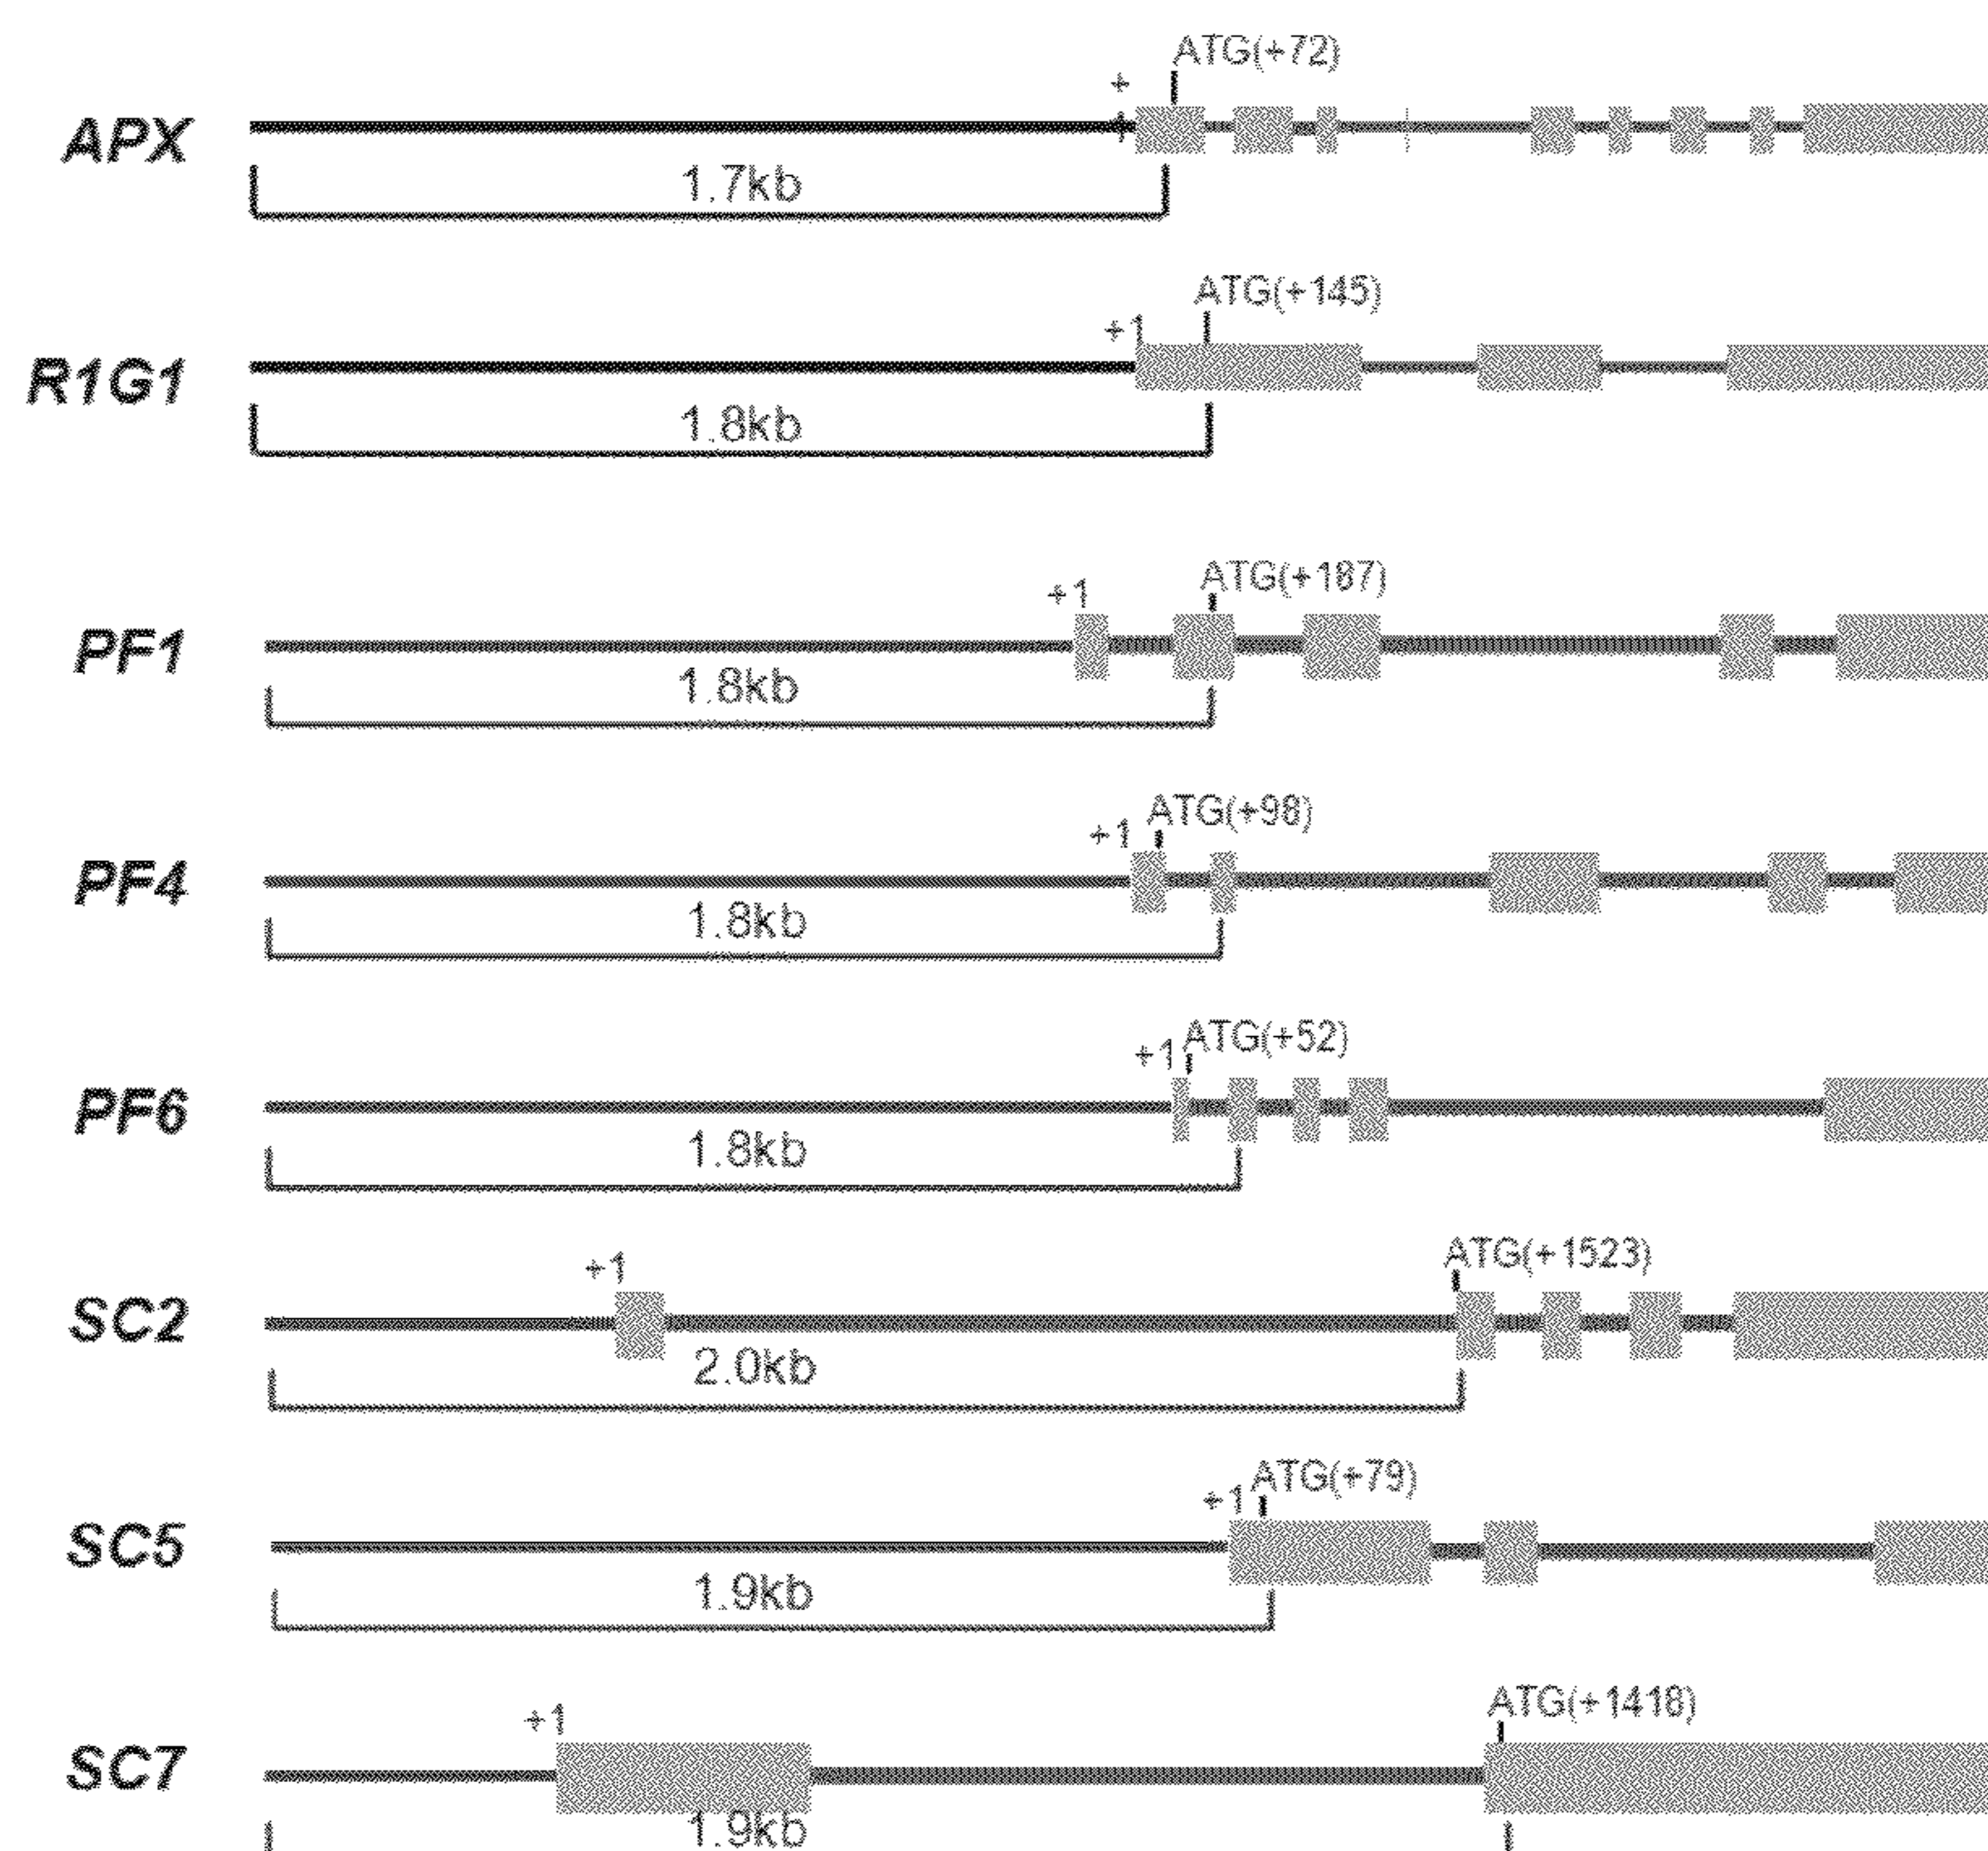 ATG(+72)
+
APX
1.7kb
ATG(+145)
+1
R1G1
1.8kb
ATG(+187)
+1
PF1
1.8kb
ATG(+98)
+1
PF4
1.8kb
ATG(+52)
+1
PF6
1.8kb
ATG(+1523)
+1
SC2
2.0kb
ATG(+79)
+1
SC5
1.9kb
ATG(+1418)
+1
SC7
1.9kb